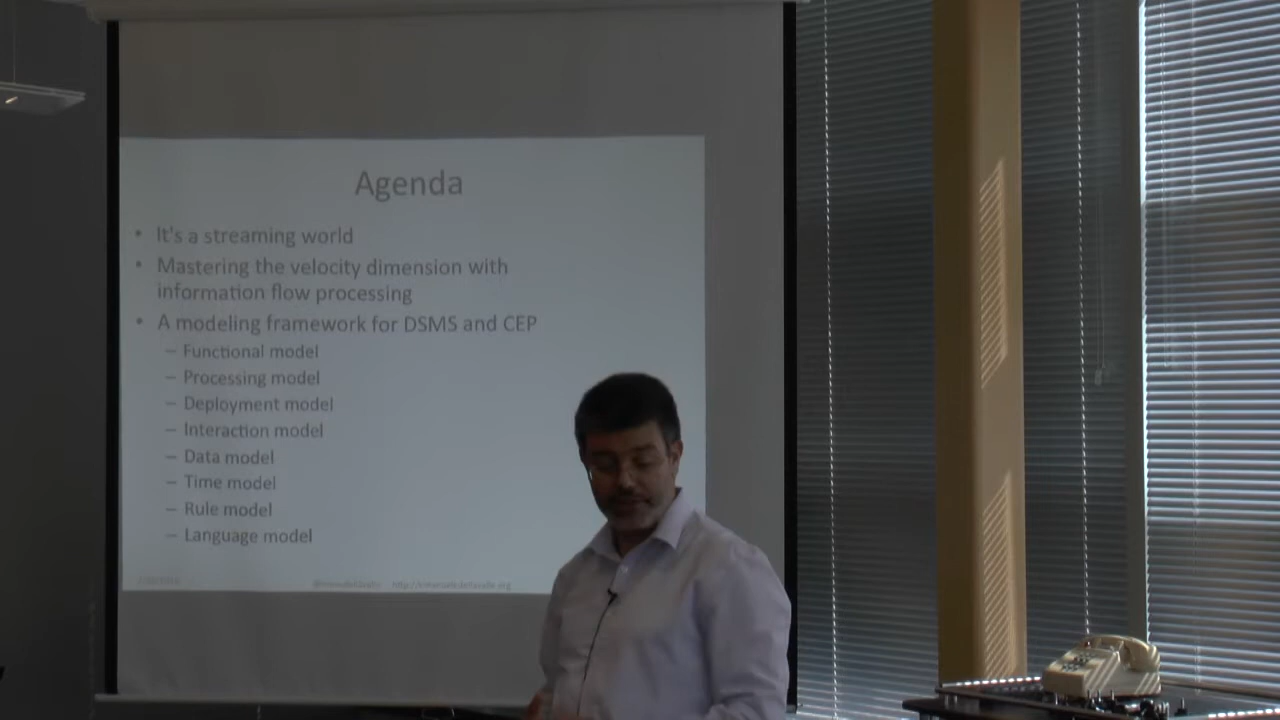 Agenda
• It's a streaming world
• Mastering the velocity dimension with
information flow processing
• A modeling framework for DSMS and CEP
– Functional model
– Processing model
– Deployment model
– Interaction model
– Data model
– Time model
– Rule model
– Language model